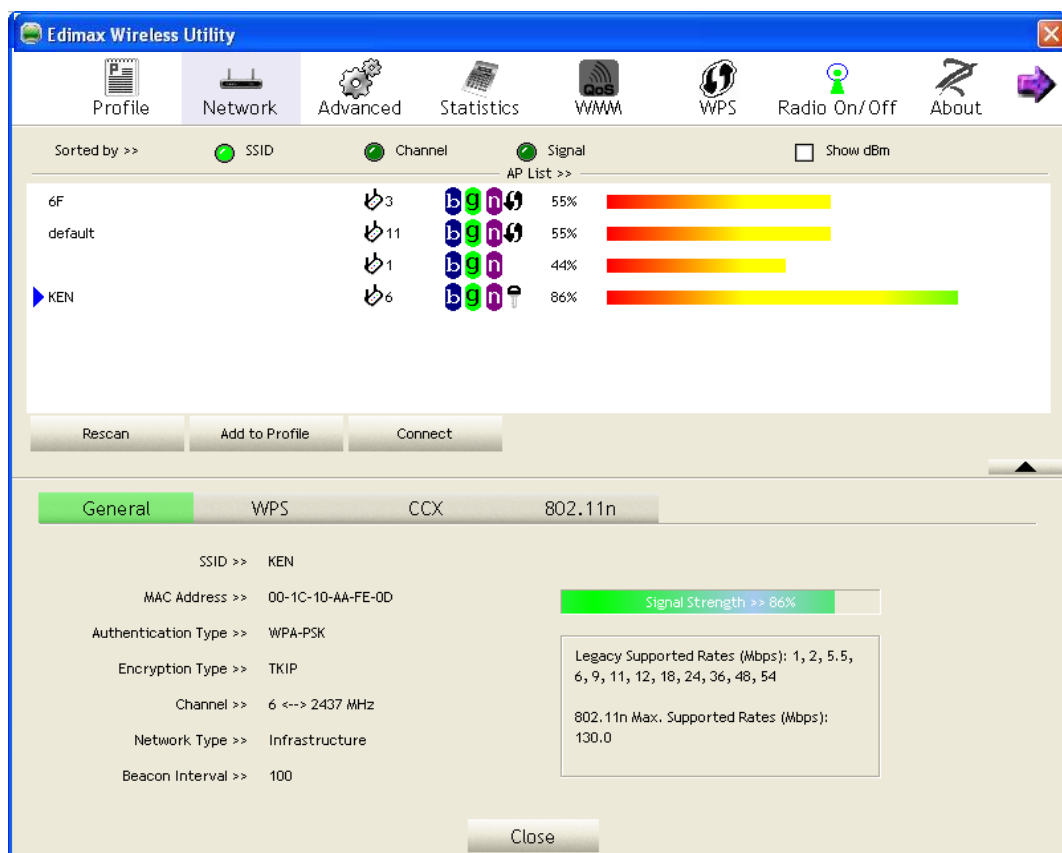 Edimax Wireless Utility
Profile Network Advanced Statistics QoS WMM WPS Radio On/Off About
Sorted by >> SSID Channel Signal Show dBm
AP List >>
6F 3 b g n 55%
default 11 b g n 55%
1 b g n 44%
KEN 6 b g n 86%
Rescan Add to Profile Connect
General WPS CCX 802.11n
SSID >> KEN
MAC Address >> 00-1C-10-AA-FE-0D
Authentication Type >> WPA-PSK
Encryption Type >> TKIP
Channel >> 6 <--> 2437 MHz
Network Type >> Infrastructure
Beacon Interval >> 100
Signal Strength >> 86%
Legacy Supported Rates (Mbps): 1, 2, 5.5,
6, 9, 11, 12, 18, 24, 36, 48, 54
802.11n Max. Supported Rates (Mbps):
130.0
Close